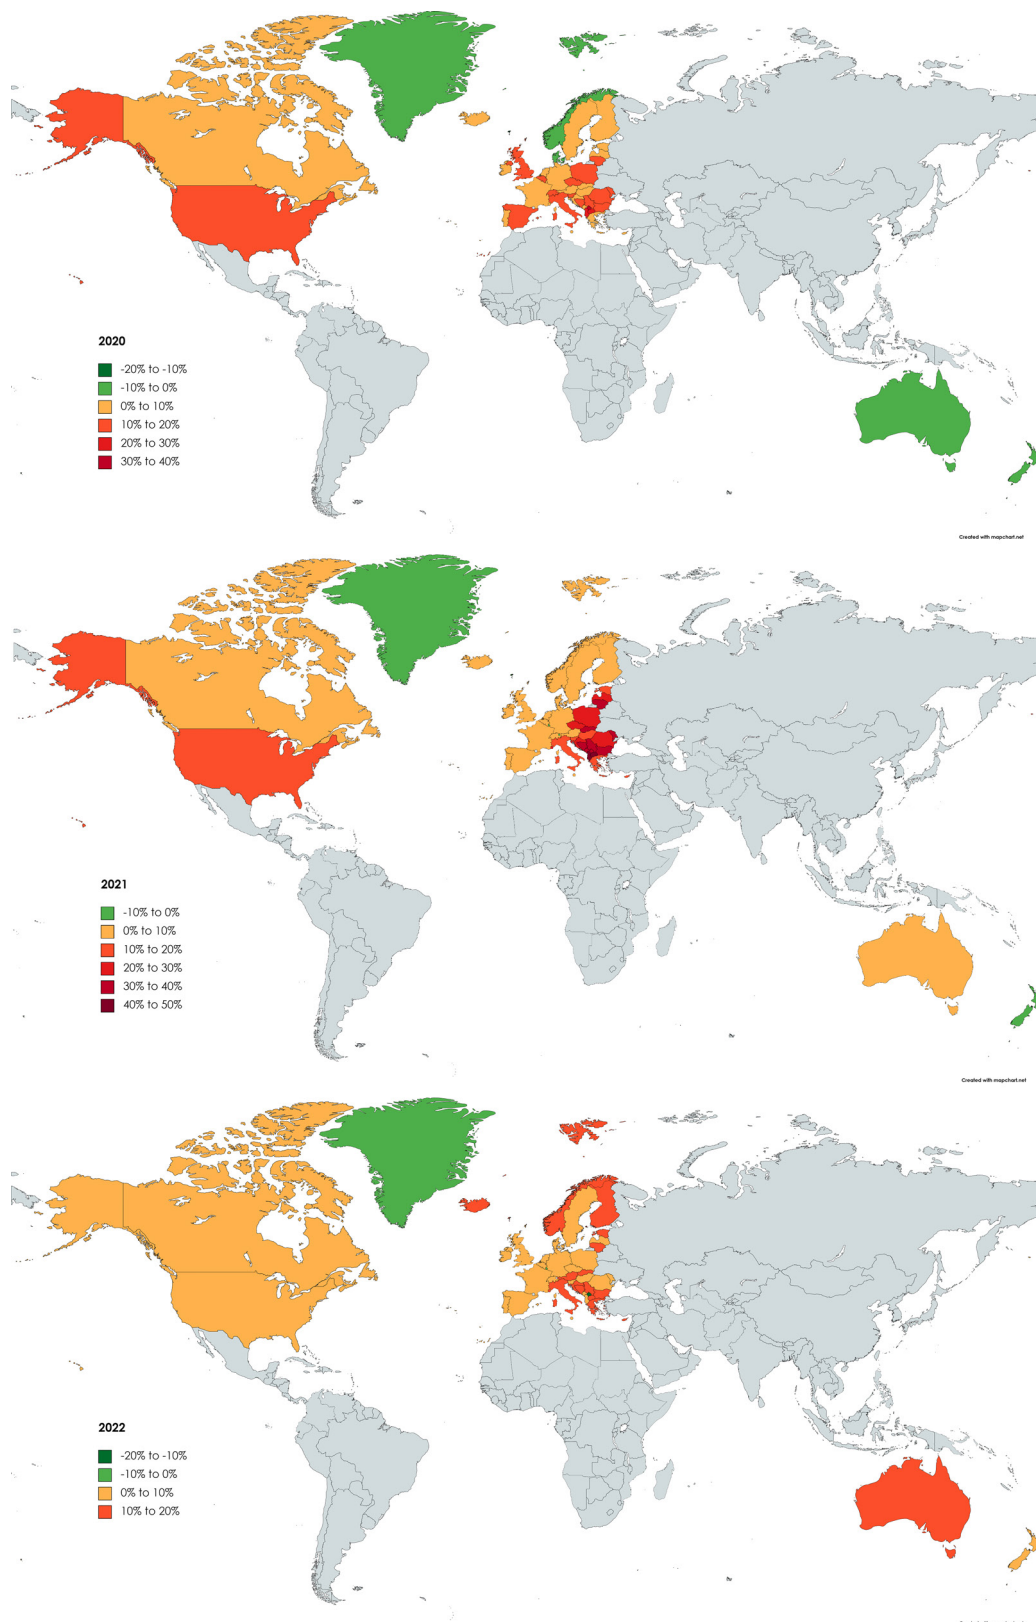 2020
-20% to -10%
-10% to 0%
0% to 10%
10% to 20%
20% to 30%
30% to 40%
Created with mapchart.net
2021
-10% to 0%
0% to 10%
10% to 20%
20% to 30%
30% to 40%
40% to 50%
Created with mapchart.net
2022
-20% to -10%
-10% to 0%
0% to 10%
10% to 20%